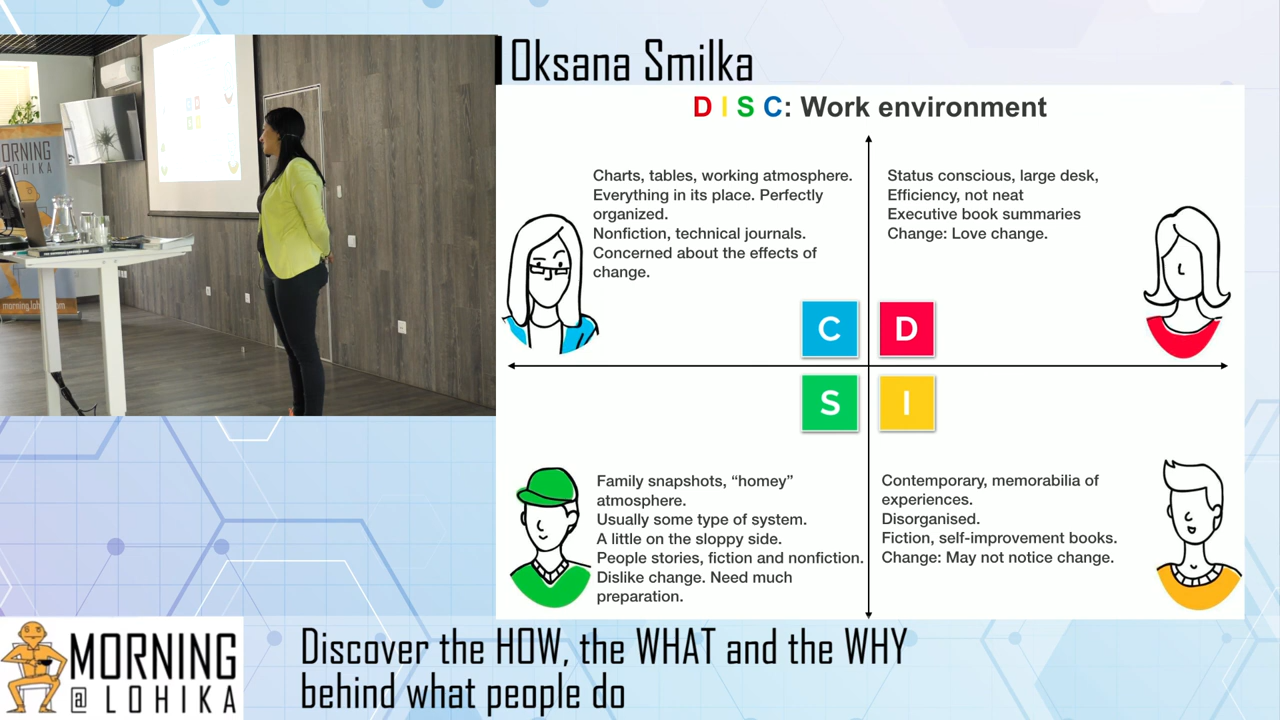 Oksana Smilka
DISC: Work environment
Charts, tables, working atmosphere.
Everything in its place. Perfectly
organized.
Nonfiction, technical journals.
Concerned about the effects of
change.
Status conscious, large desk,
Efficiency, not neat
Executive book summaries
Change: Love change.
C
D
S
I
Family snapshots, “homey”
atmosphere.
Usually some type of system.
A little on the sloppy side.
People stories, fiction and nonfiction.
Dislike change. Need much
preparation.
Contemporary, memorabilia of
experiences.
Disorganised.
Fiction, self-improvement books.
Change: May not notice change.
MORNING
@LOHIKA
Discover the HOW, the WHAT and the WHY
behind what people do